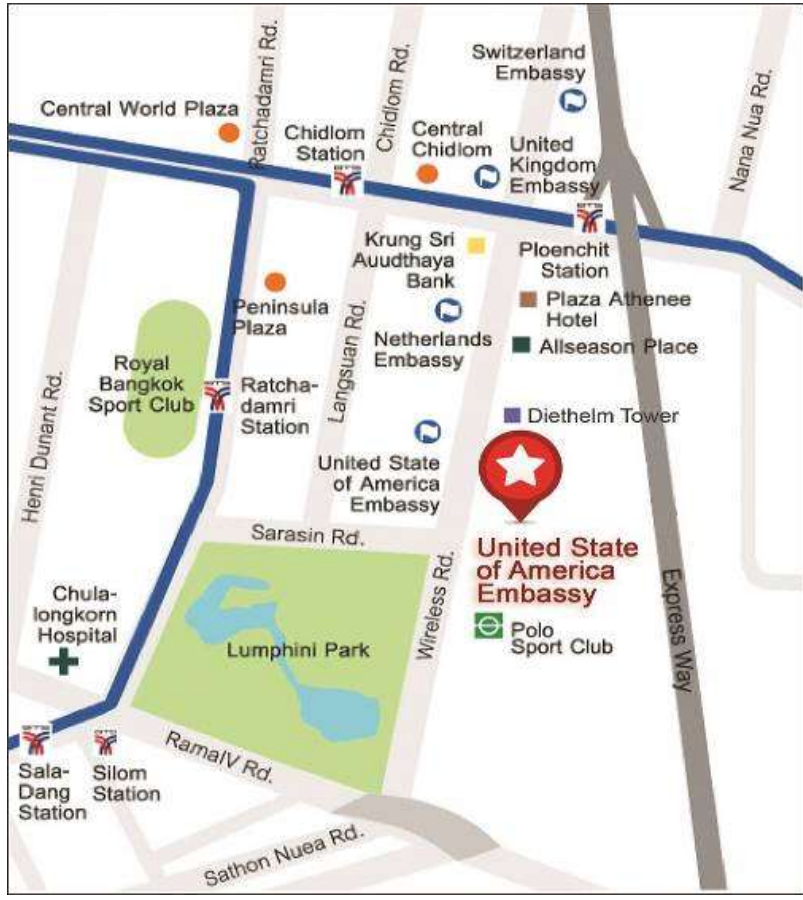 Switzerland
Embassy
Ratchadamri Rd.
Chidlom Rd.
Nana Nua Rd.
Central World Plaza
Chidlom
Station
Central
Chidlom
United
Kingdom
Embassy
Krung Sri
Auudthaya
Bank
Ploenchit
Station
Peninsula
Plaza
Plaza Athenee
Hotel
Netherlands
Embassy
Allseason Place
Langsuan Rd.
Royal
Bangkok
Sport Club
Ratcha-
damri
Station
Henri Dunant Rd.
Diethelm Tower
United State
of America
Embassy
Sarasin Rd.
United State
of America
Embassy
Wireless Rd.
Express Way
Chula-
longkorn
Hospital
Lumphini Park
Polo
Sport Club
RamaIV Rd.
Sala-
Dang
Station
Silom
Station
Sathon Nuea Rd.